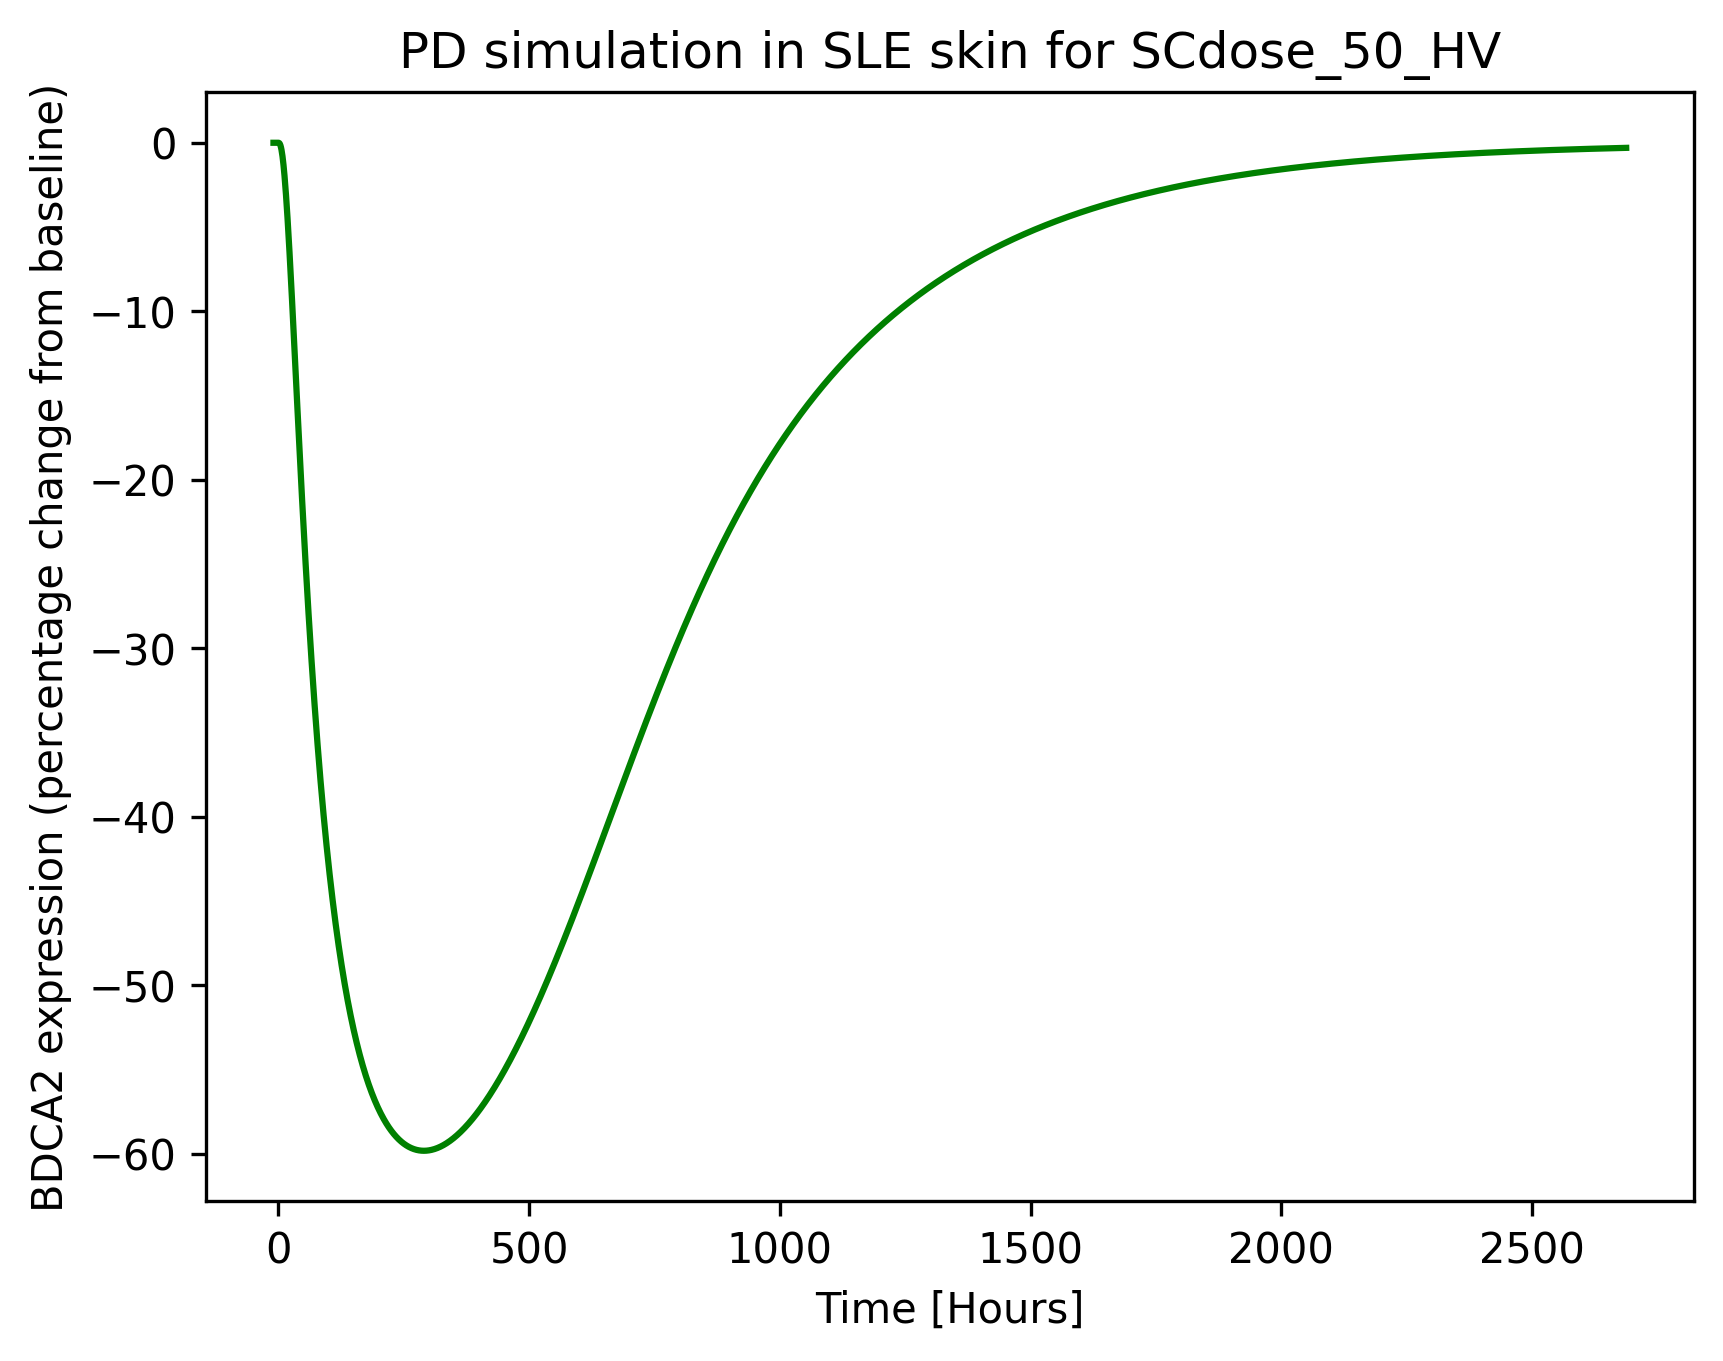 PD simulation in SLE skin for SCdose_50_HV
BDCA2 expression (percentage change from baseline)
0
−10
−20
−30
−40
−50
−60
0 500 1000 1500 2000 2500
Time [Hours]